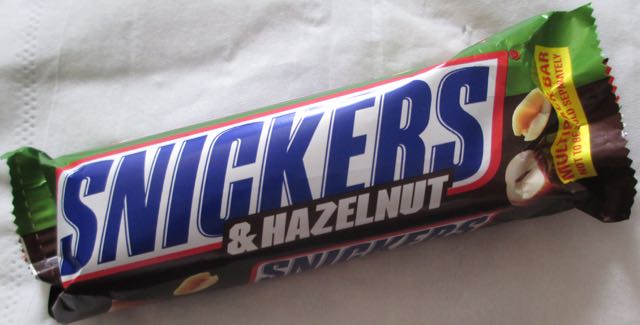 SNICKERS
& HAZELNUT
MULTIPACK BAR
NOT TO BE SOLD SEPARATELY
SNICKERS